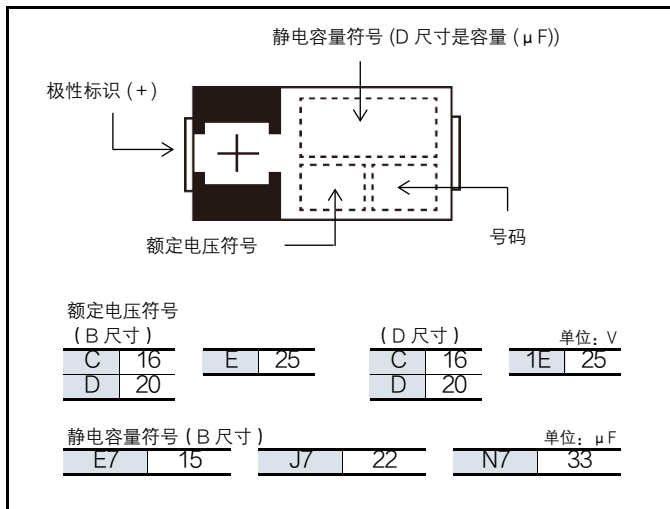 静电容量符号 (D 尺寸是容量 (μF))
极性标识 (+)
额定电压符号
号码
额定电压符号
(B 尺寸) (D 尺寸) 单位: V
C 16 E 25 C 16 1E 25
D 20 D 20
静电容量符号 (B 尺寸) 单位: μF
E7 15 J7 22 N7 33